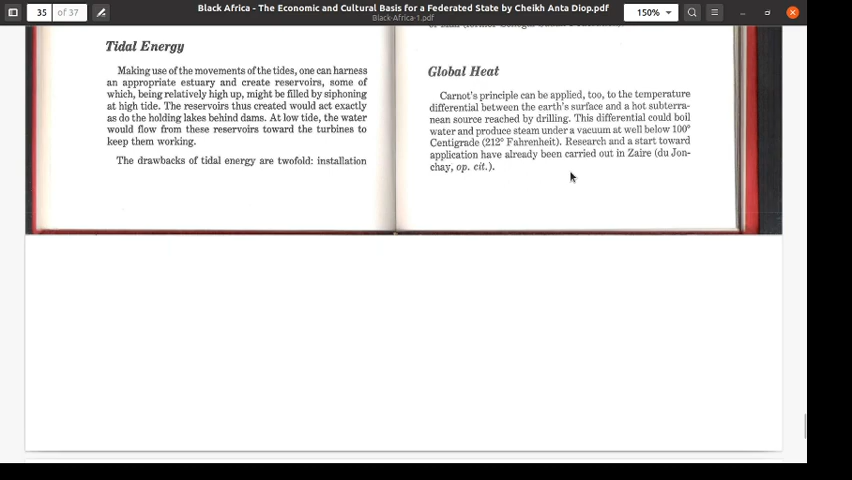 35 of 37
Black Africa - The Economic and Cultural Basis for a Federated State by Cheikh Anta Diop.pdf
Black-Africa-1.pdf
150%
Tidal Energy
Making use of the movements of the tides, one can harness
an appropriate estuary and create reservoirs, some of
which, being relatively high up, might be filled by siphoning
at high tide. The reservoirs thus created would act exactly
as do the holding lakes behind dams. At low tide, the water
would flow from these reservoirs toward the turbines to
keep them working.
The drawbacks of tidal energy are twofold: installation
Global Heat
Carnot's principle can be applied, too, to the temperature
differential between the earth's surface and a hot subterra-
nean source reached by drilling. This differential could boil
water and produce steam under a vacuum at well below 100°
Centigrade (212° Fahrenheit). Research and a start toward
application have already been carried out in Zaire (du Jon-
chay, op. cit.).